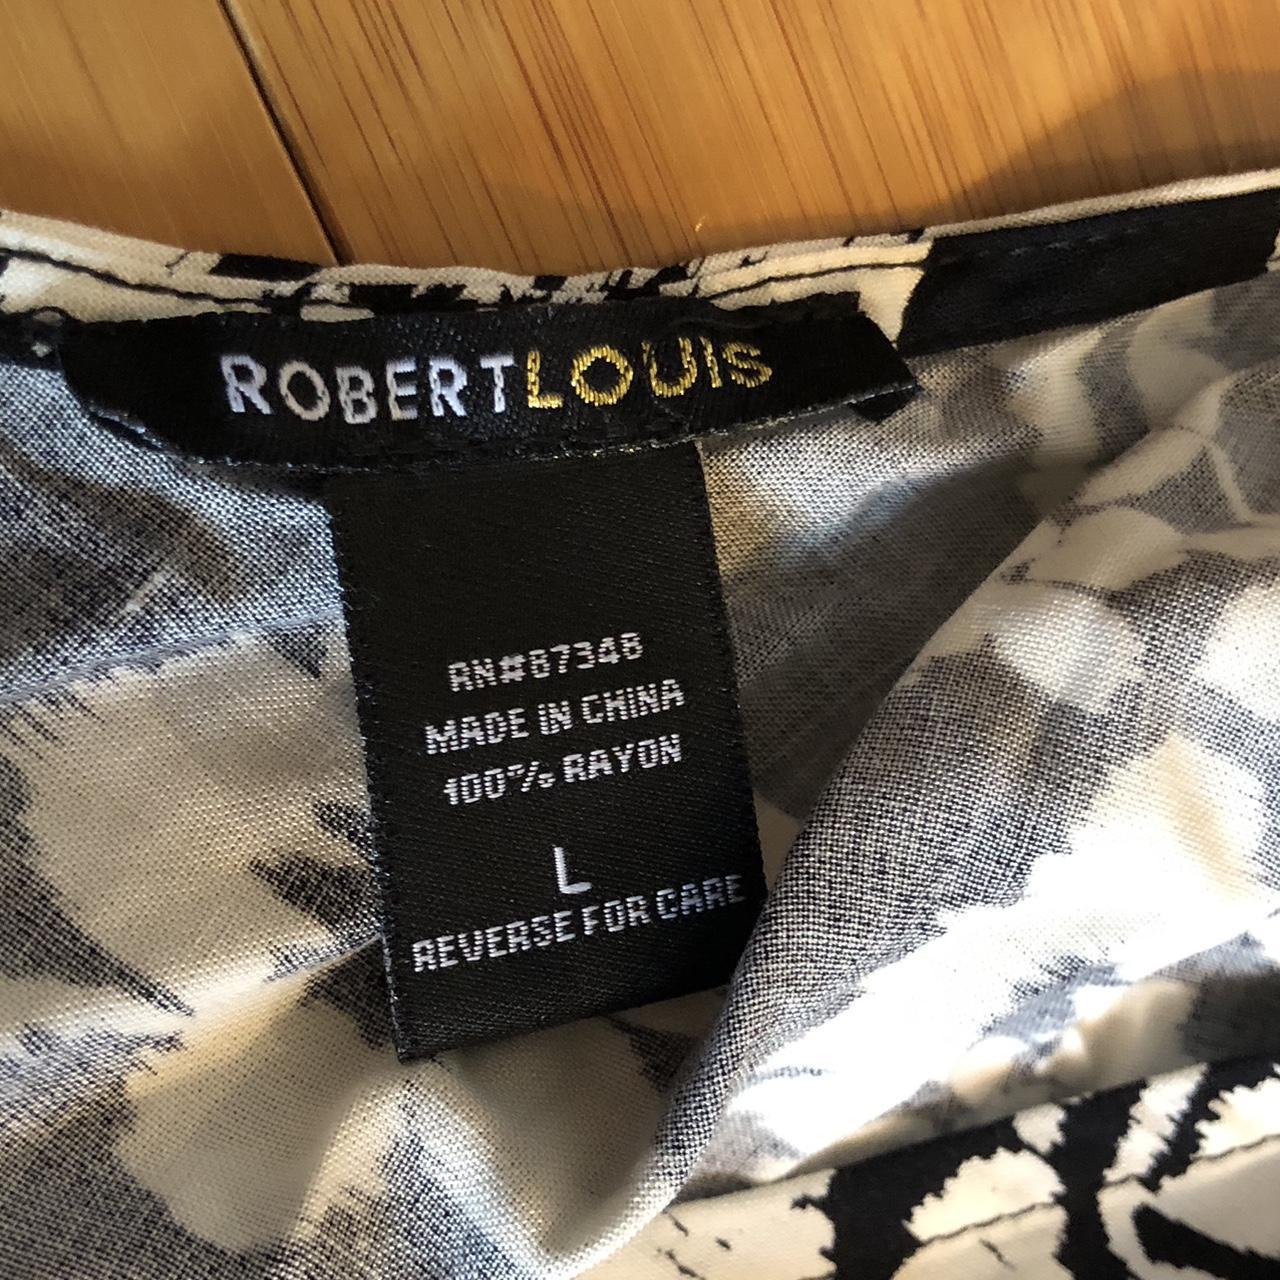 ROBERTLOUIS
RN#87348
MADE IN CHINA
100% RAYON
L
REVERSE FOR CARE